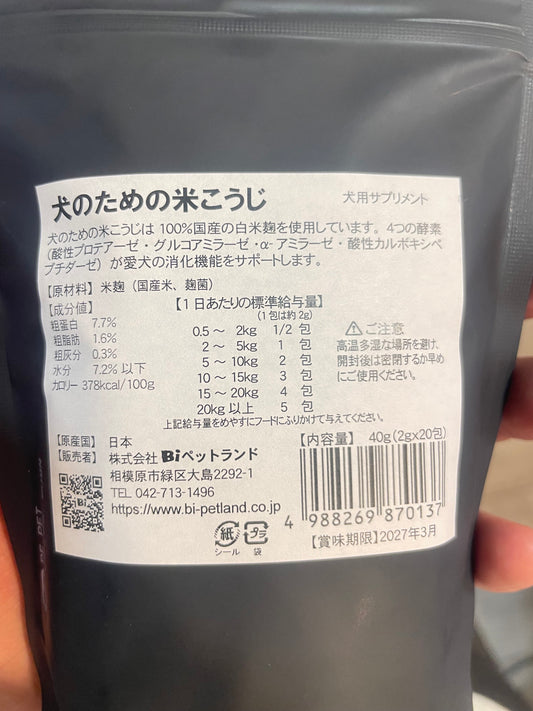 犬のための米こうじ
犬用サプリメント
犬のための米こうじは 100%国産の白米麹を使用しています。4つの酵素
(酸性プロテアーゼ・グルコアミラーゼ・α-アミラーゼ・酸性カルボキシペ
プチダーゼ) が愛犬の消化機能をサポートします。
【原材料】 米麹 (国産米、麹菌)
【成分値】
粗蛋白 7.7%
粗脂肪 1.6%
粗灰分 0.3%
水分 7.2% 以下
カロリー 378kcal/100g
【1日あたりの標準給与量】
(1包は約2g)
0.5 〜 2kg 1/2 包
2 〜 5kg 1 包
5 〜 10kg 2 包
10 〜 15kg 3 包
15 〜 20kg 4 包
20kg 以上 5 包
上記給与量をめやすにフードにふりかけて与えてください。
ご注意
高温多湿な場所を避け、
開封後は密閉するか早め
にご使用ください。
【原産国】 日本
【販売者】 株式会社 Biペットランド
相模原市緑区大島2292-1
TEL 042-713-1496
https://www.bi-petland.co.jp
【内容量】 40g (2g×20包)
4 988269 870137
紙 シール
プラ 袋
【賞味期限】 2027年3月